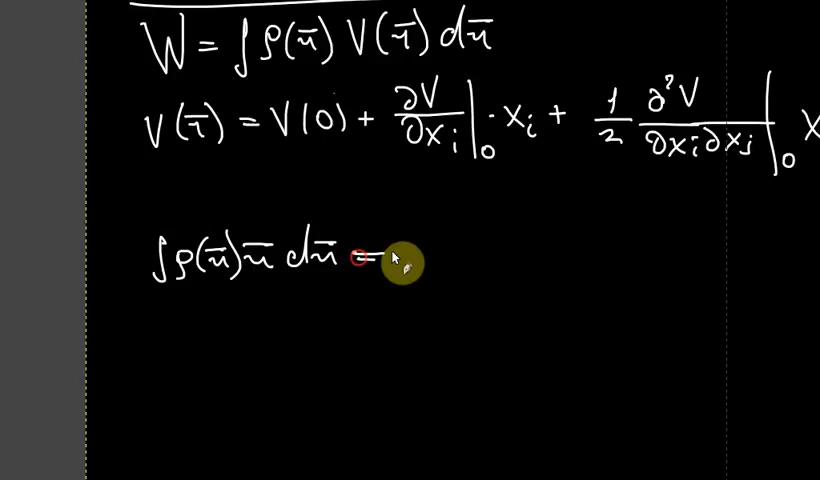 W = ∫ρ(r̄) V(r̄) dr̄
V(r̄) = V(0) + ∂V/∂xᵢ|₀ · xᵢ + 1/2 ∂²V/∂xᵢ∂xⱼ|₀ x
∫ρ(r̄) r̄ dr̄ =